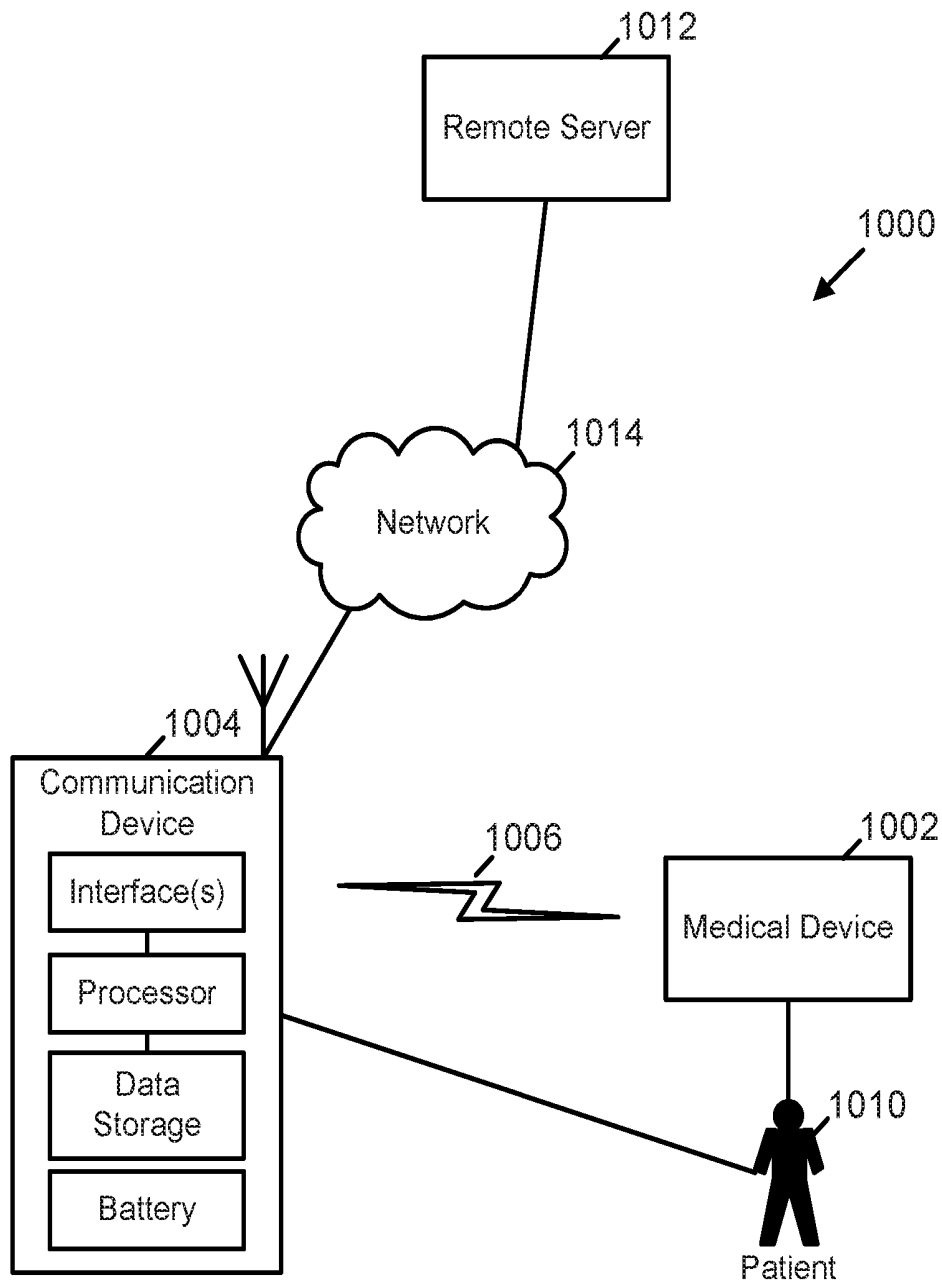 1012
Remote Server
1000
1014
Network
1004
Communication
Device
Interface(s)
Processor
Data
Storage
Battery
1006
1002
Medical Device
1010
Patient